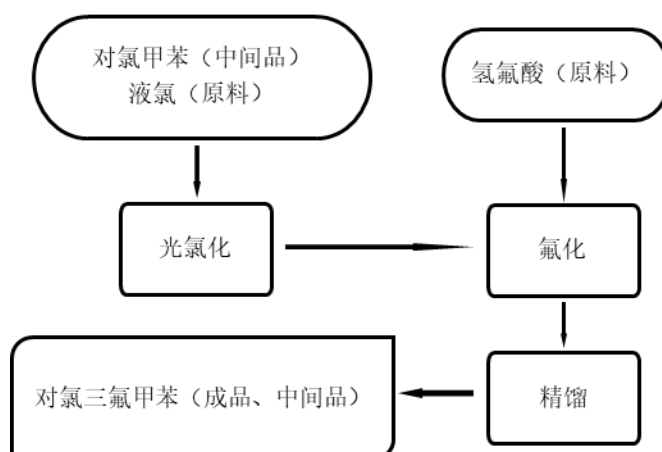 对氯甲苯（中间品）
液氯（原料）
氢氟酸（原料）
光氯化
氟化
对氯三氟甲苯（成品、中间品）
精馏